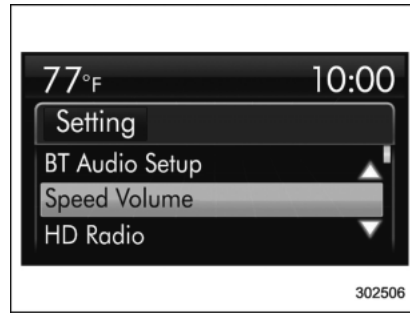 77°F 10:00
Setting
BT Audio Setup
Speed Volume
HD Radio
302506